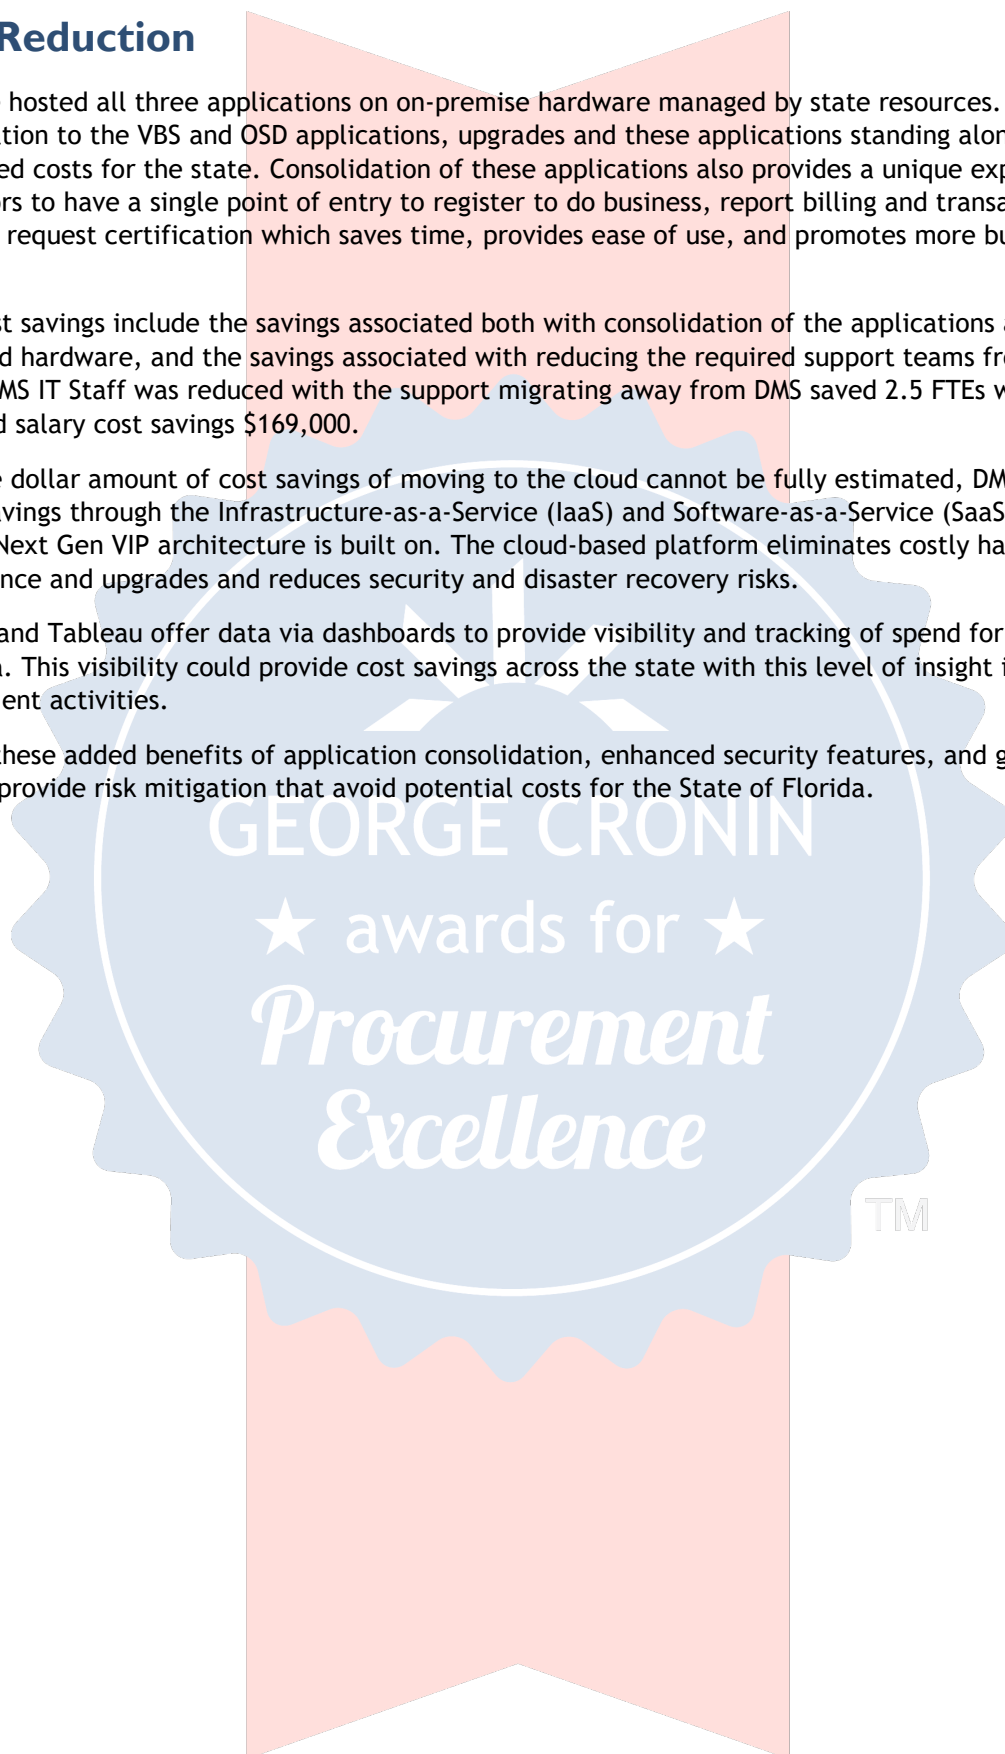 Reduction
hosted all three applications on on-premise hardware managed by state resources.
tion to the VBS and OSD applications, upgrades and these applications standing alon
ed costs for the state. Consolidation of these applications also provides a unique exp
rs to have a single point of entry to register to do business, report billing and transa
request certification which saves time, provides ease of use, and promotes more bu
st savings include the savings associated both with consolidation of the applications
d hardware, and the savings associated with reducing the required support teams fr
MS IT Staff was reduced with the support migrating away from DMS saved 2.5 FTEs w
d salary cost savings $169,000.
e dollar amount of cost savings of moving to the cloud cannot be fully estimated, DM
avings through the Infrastructure-as-a-Service (IaaS) and Software-as-a-Service (SaaS
Next Gen VIP architecture is built on. The cloud-based platform eliminates costly ha
nce and upgrades and reduces security and disaster recovery risks.
and Tableau offer data via dashboards to provide visibility and tracking of spend for
a. This visibility could provide cost savings across the state with this level of insight i
ent activities.
these added benefits of application consolidation, enhanced security features, and g
provide risk mitigation that avoid potential costs for the State of Florida.
GEORGE CRONIN
★ awards for ★
Procurement
Excellence
TM